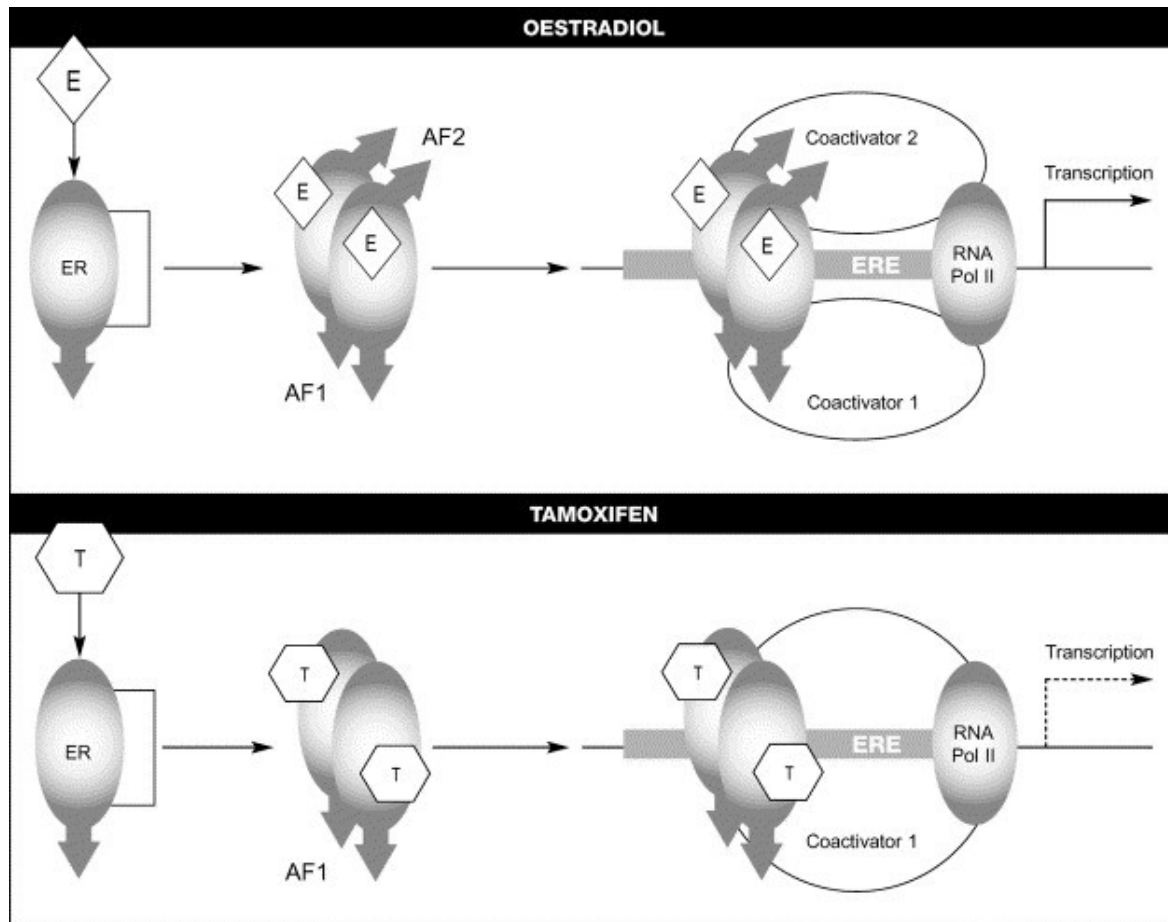 OESTRADIOL
E
ER
AF2
E
E
AF1
Coactivator 2
E
E
ERE
RNA
Pol II
Transcription
Coactivator 1
TAMOXIFEN
T
ER
T
T
AF1
T
T
ERE
RNA
Pol II
Transcription
Coactivator 1